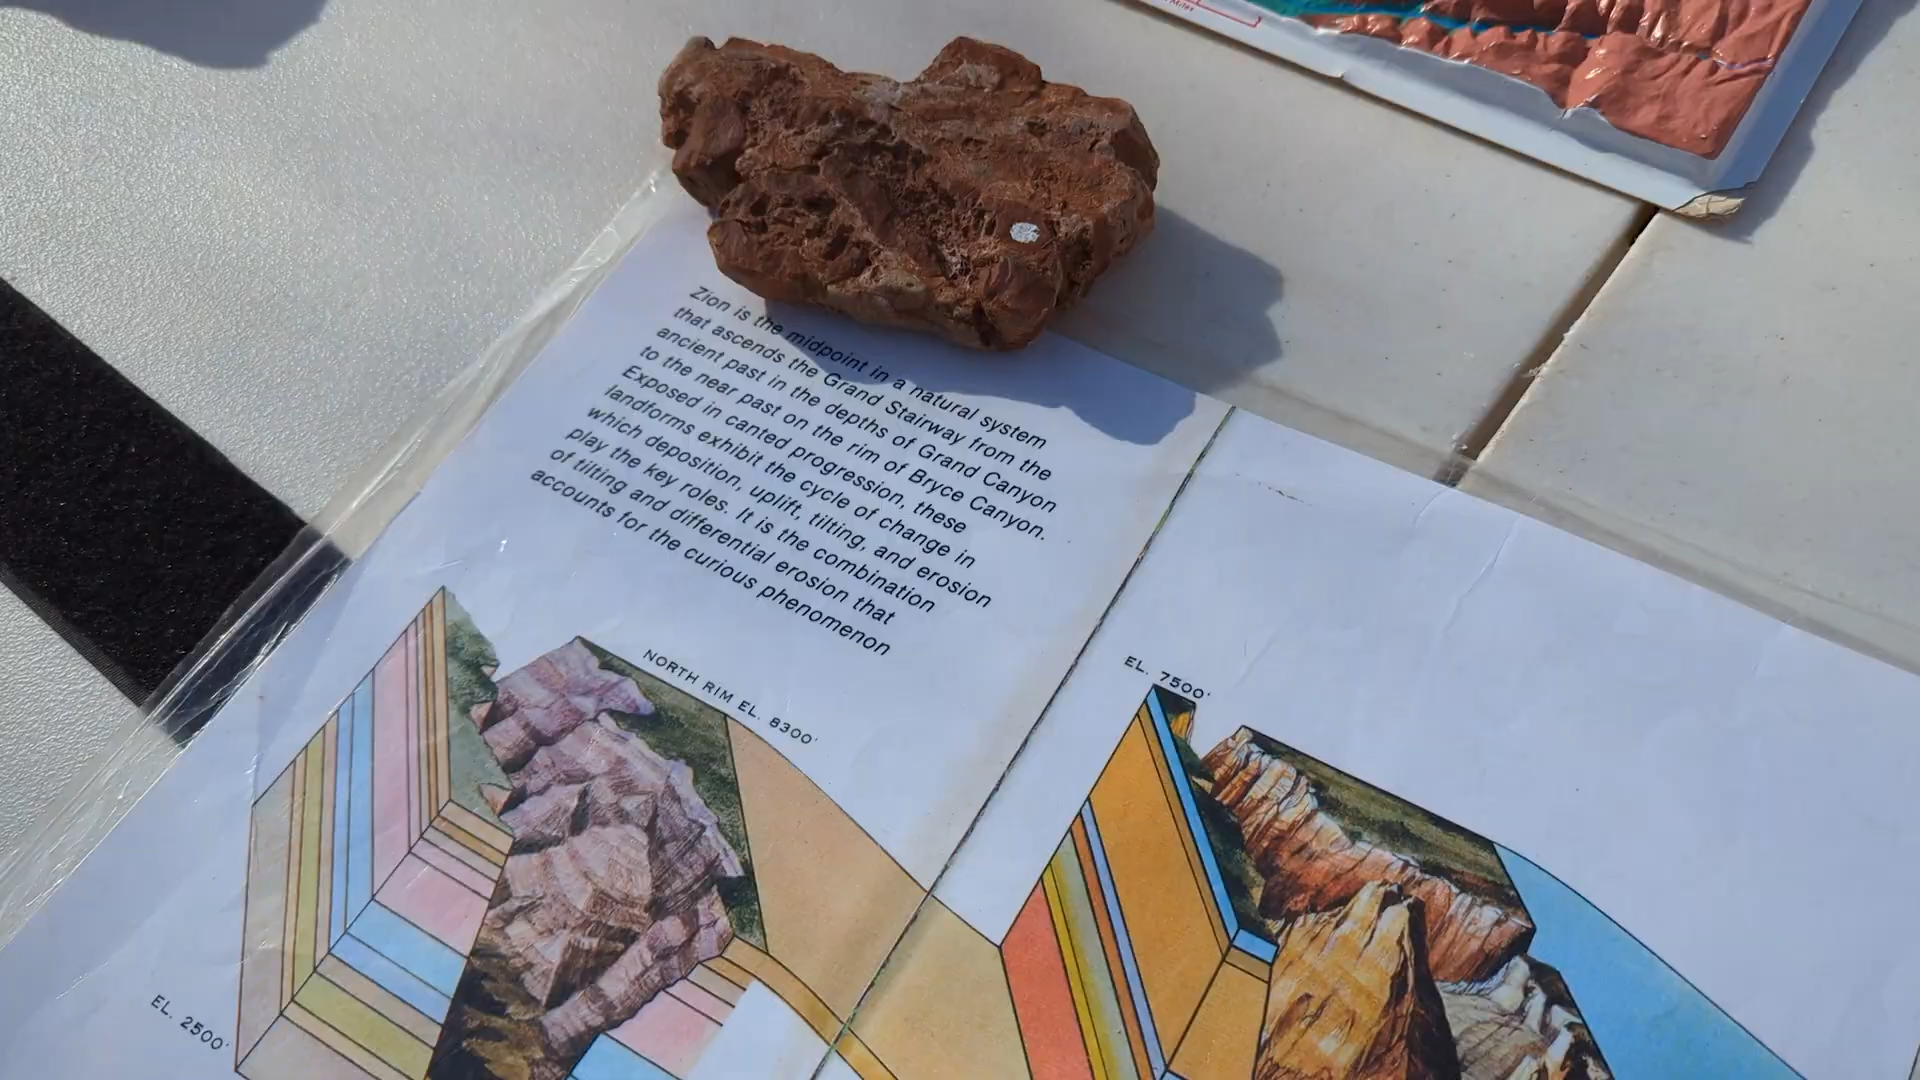 Zion is the midpoint in a natural system
that ascends the Grand Stairway from the
ancient past in the depths of Grand Canyon
to the near past on the rim of Bryce Canyon.
Exposed in canted progression, these
landforms exhibit the cycle of change in
which deposition, uplift, tilting, and erosion
play the key roles. It is the combination
of tilting and differential erosion that
accounts for the curious phenomenon
NORTH RIM EL. 8300'
EL. 7500'
EL. 2500'